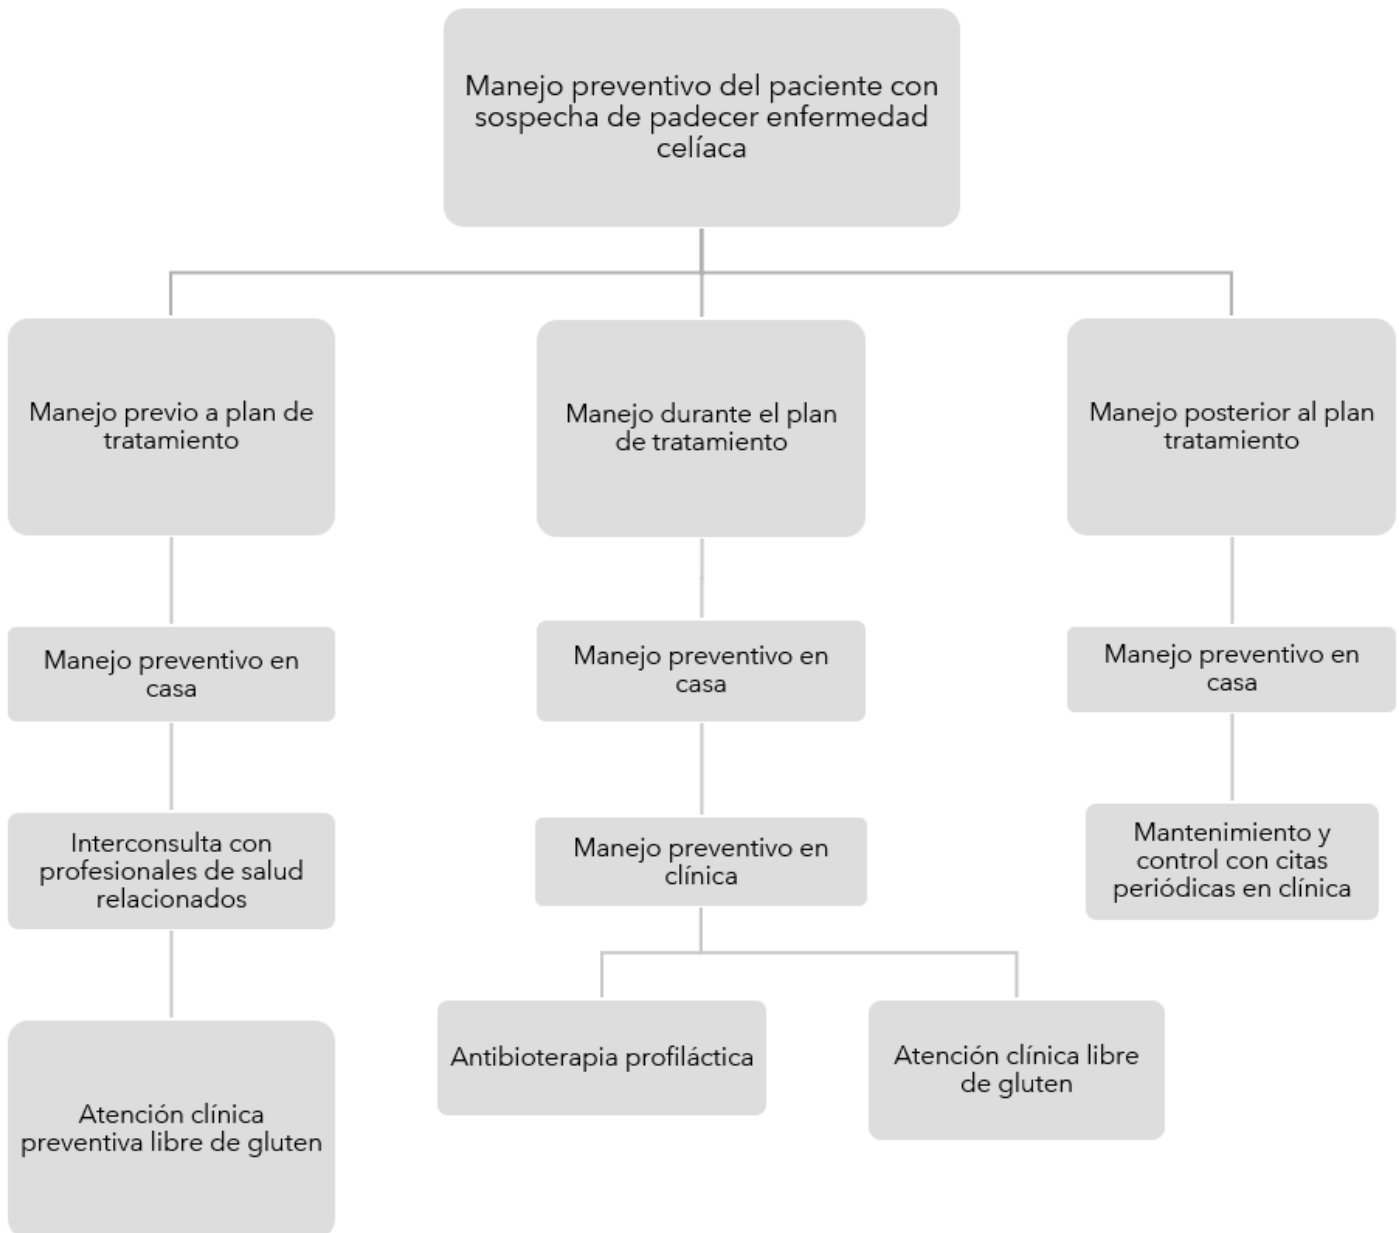 Manejo preventivo del paciente con
sospecha de padecer enfermedad
celíaca
Manejo previo a plan de
tratamiento
Manejo durante el plan
de tratamiento
Manejo posterior al plan
tratamiento
Manejo preventivo en
casa
Manejo preventivo en
casa
Manejo preventivo en
casa
Interconsulta con
profesionales de salud
relacionados
Manejo preventivo en
clínica
Mantenimiento y
control con citas
periódicas en clínica
Atención clínica
preventiva libre de gluten
Antibioterapia profiláctica
Atención clínica libre
de gluten